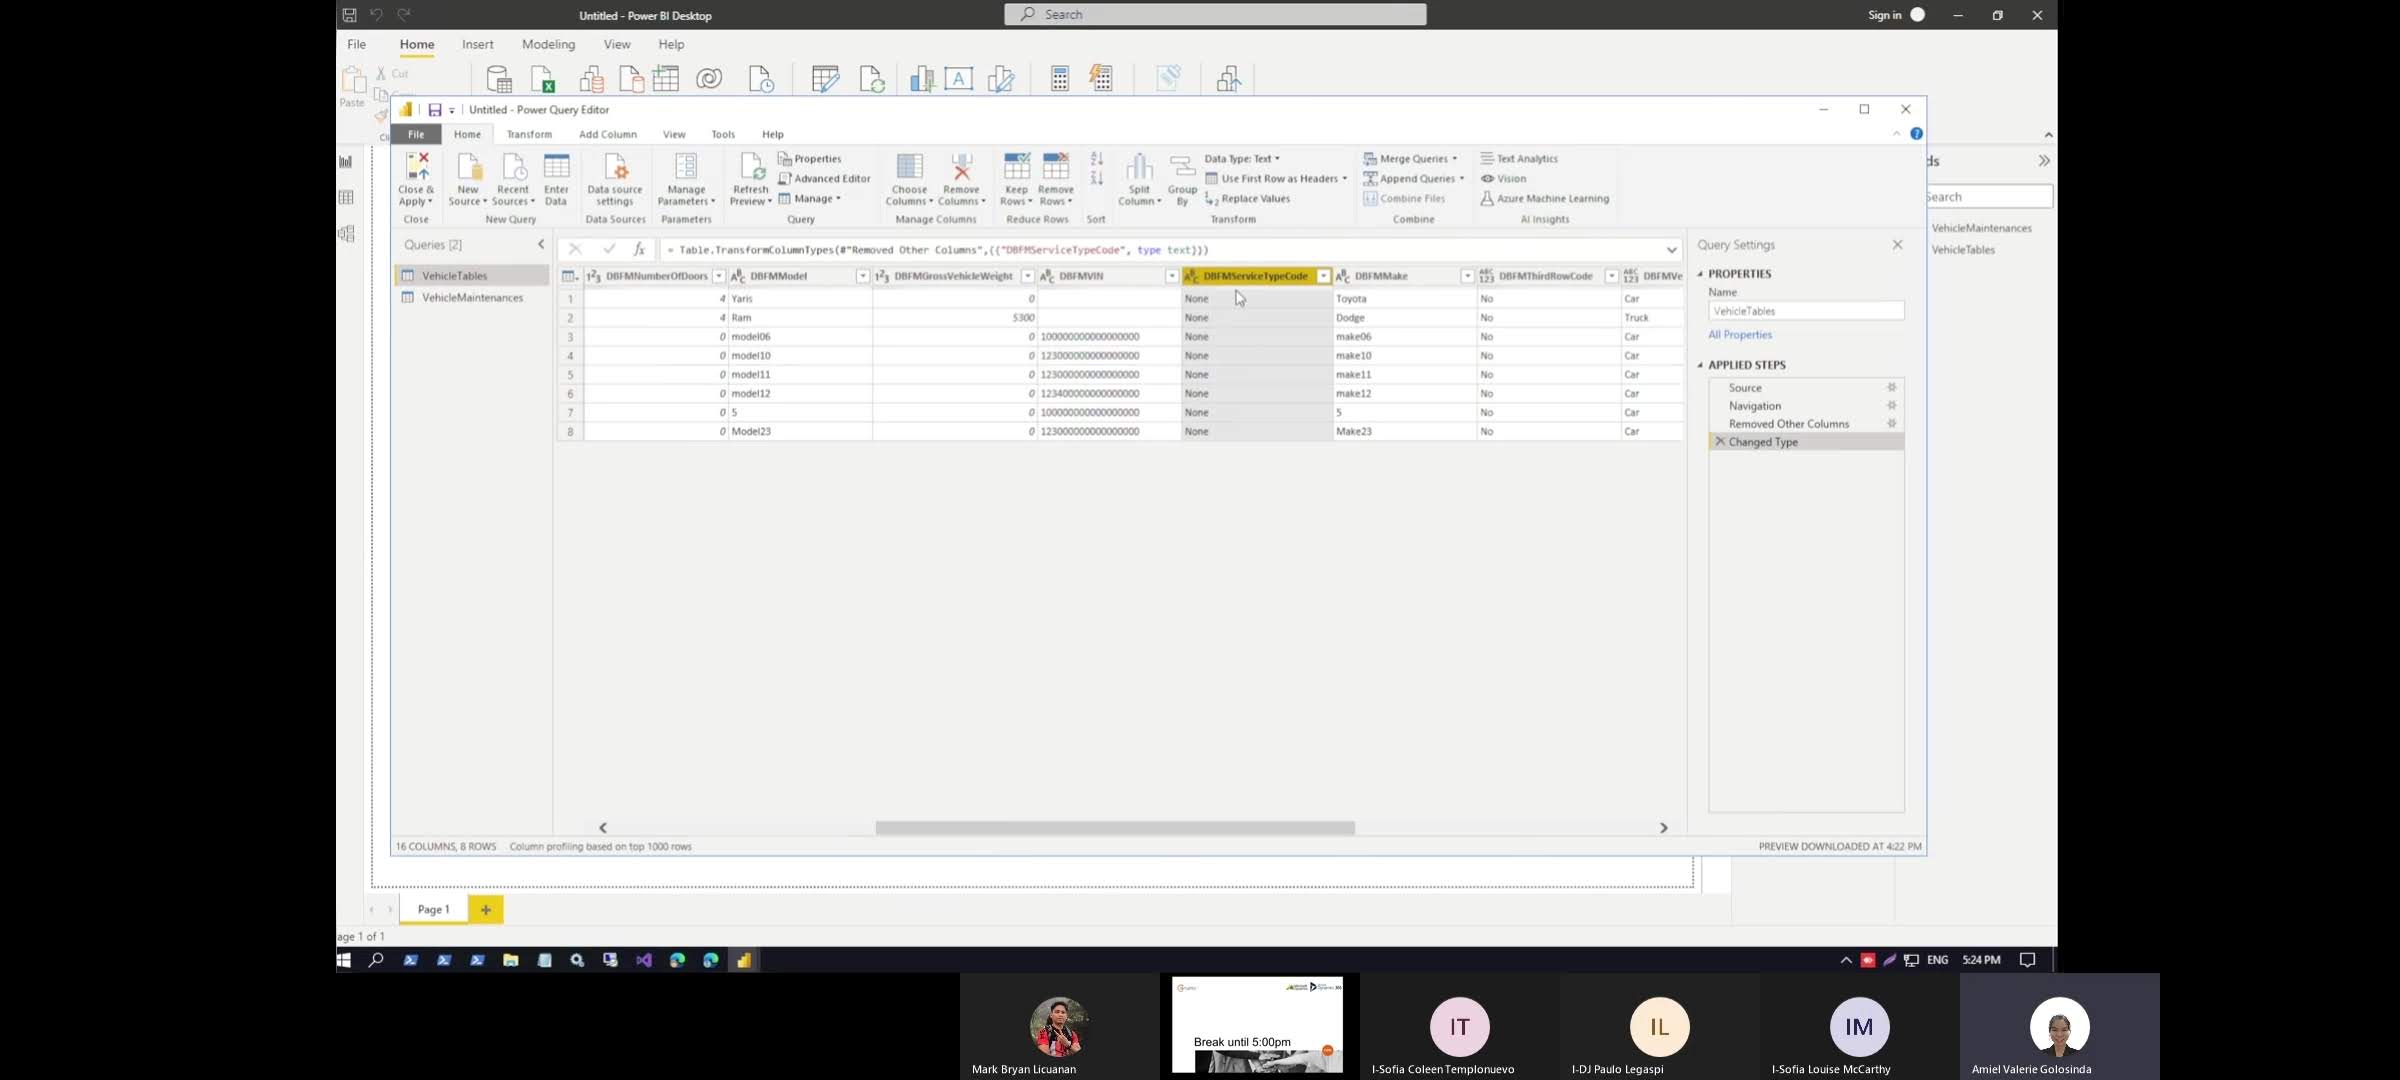 Untitled - Power BI Desktop
Search
Sign in
File Home Insert Modeling View Help
Cut
Paste
Untitled - Power Query Editor
File Home Transform Add Column View Tools Help
Close & Apply
New Source
Recent Sources
Enter Data
Data source settings
Manage Parameters
Refresh Preview
Properties
Advanced Editor
Manage
Choose Columns
Remove Columns
Keep Rows
Remove Rows
Split Column
Group By
Data Type: Text
Use First Row as Headers
Replace Values
Merge Queries
Append Queries
Combine Files
Text Analytics
Vision
Azure Machine Learning
Close New Query Data Sources Parameters Query Manage Columns Reduce Rows Sort Transform Combine AI Insights
ds
Search
VehicleMaintenances
VehicleTables
Queries [2]
VehicleTables
VehicleMaintenances
= Table.TransformColumnTypes(#"Removed Other Columns",{{"DBFMServiceTypeCode", type text}})
DBFMNumberOfDoors DBFMModel DBFMGrossVehicleWeight DBFMVIN DBFMServiceTypeCode DBFMMake DBFMThirdRowCode DBFMVe
1 4 Yaris 0 None Toyota No Car
2 4 Ram 5300 None Dodge No Truck
3 0 model06 0 100000000000000000 None make06 No Car
4 0 model10 0 123000000000000000 None make10 No Car
5 0 model11 0 123000000000000000 None make11 No Car
6 0 model12 0 123400000000000000 None make12 No Car
7 0 5 0 100000000000000000 None 5 No Car
8 0 Model23 0 123000000000000000 None Make23 No Car
Query Settings
PROPERTIES
Name
VehicleTables
All Properties
APPLIED STEPS
Source
Navigation
Removed Other Columns
Changed Type
16 COLUMNS, 8 ROWS Column profiling based on top 1000 rows
PREVIEW DOWNLOADED AT 4:22 PM
Page 1
age 1 of 1
ENG 5:24 PM
Break until 5:00pm
IT
IL
IM
Mark Bryan Licuanan
I-Sofia Coleen Templonuevo
I-DJ Paulo Legaspi
I-Sofia Louise McCarthy
Amiel Valerie Golosinda